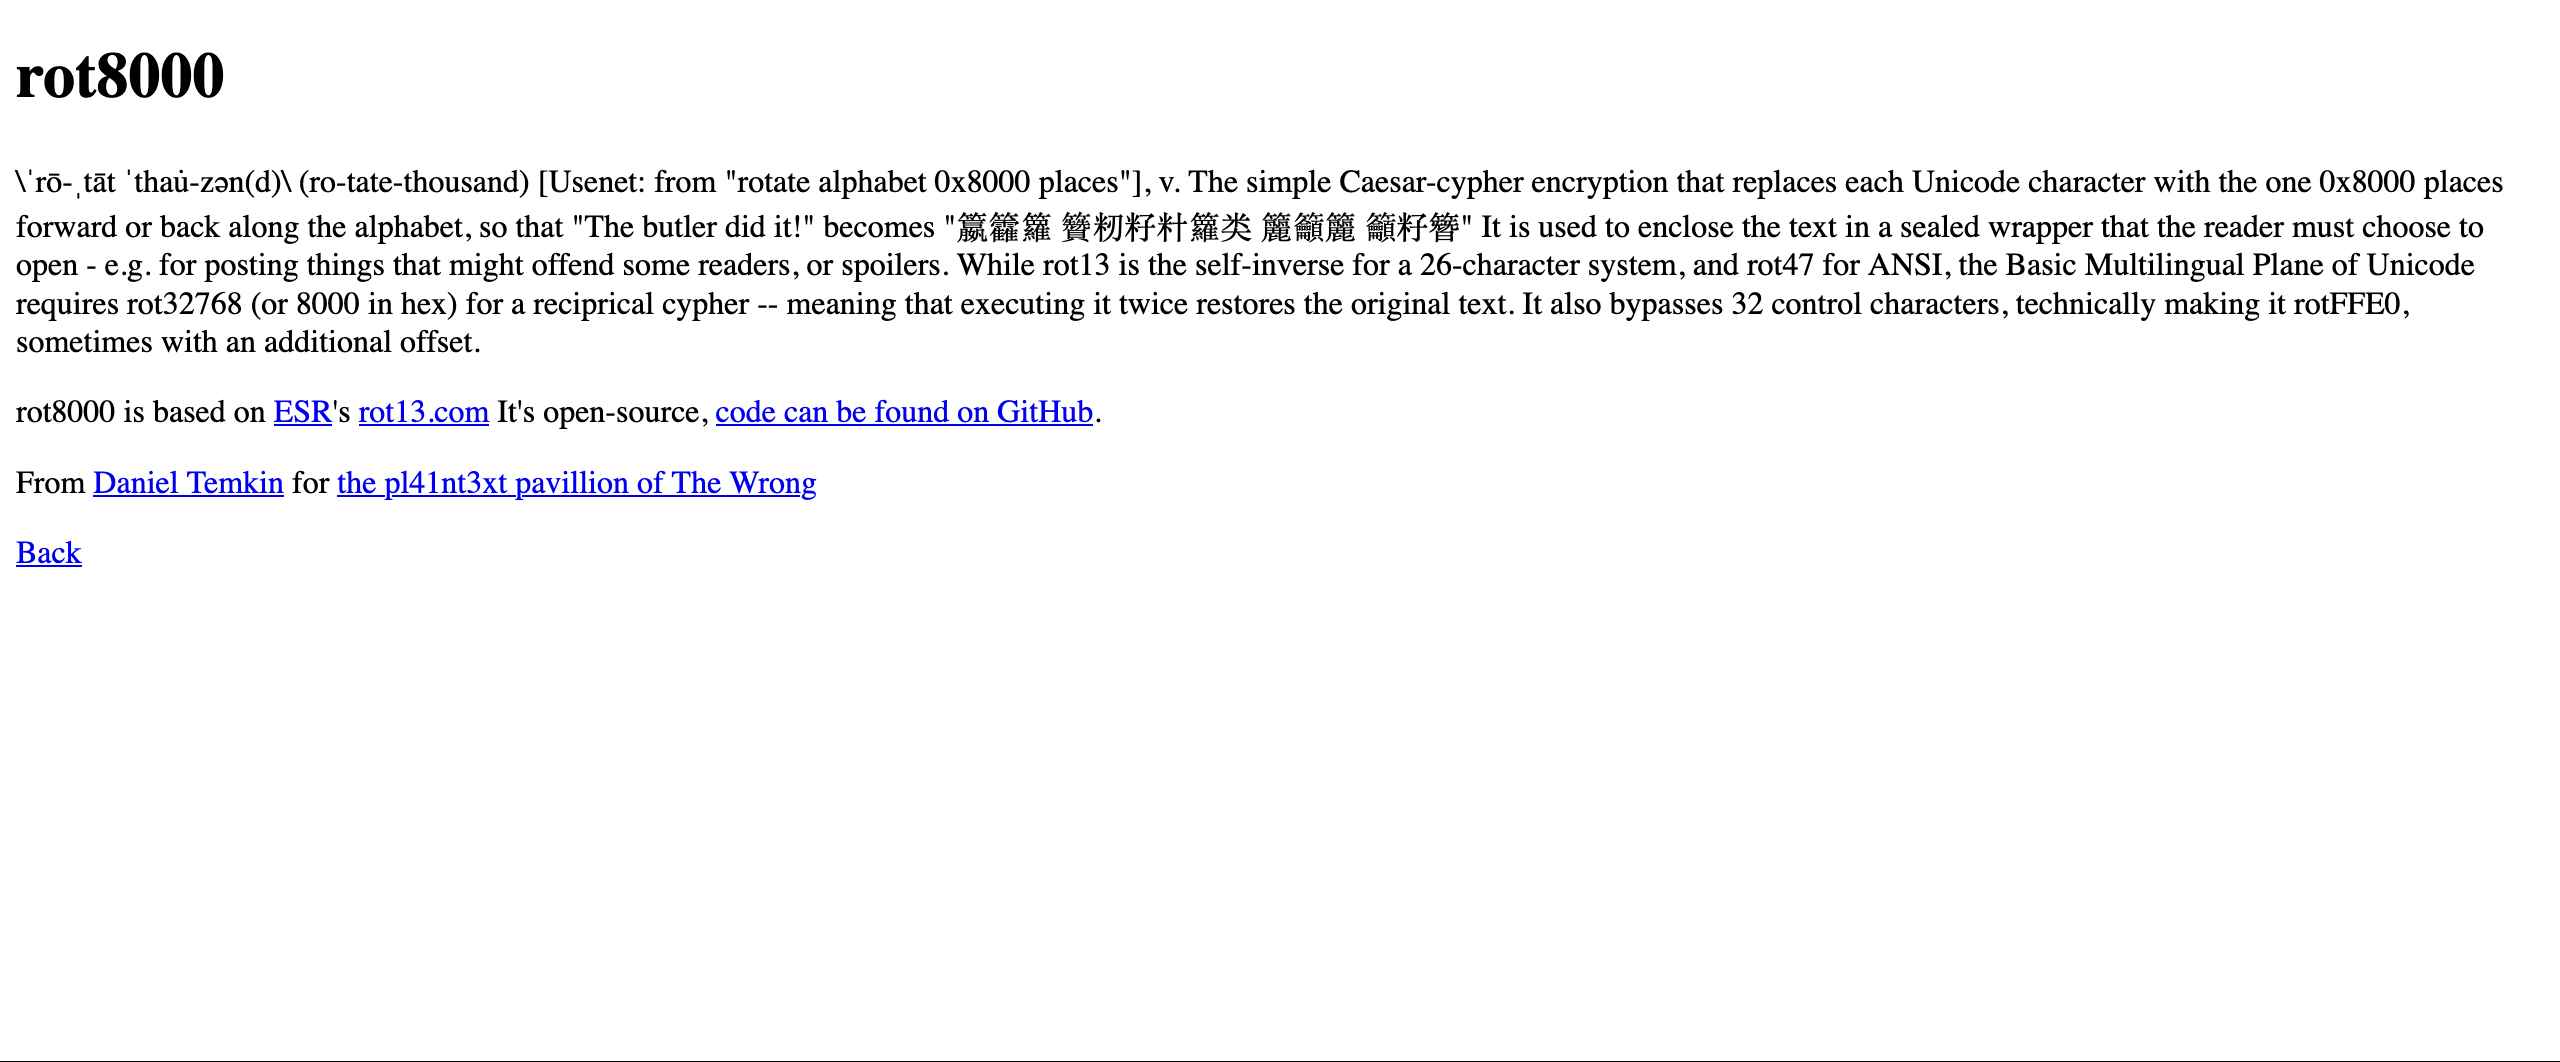 rot8000
\ˈrō-ˌtāt ˈthau̇-zən(d)\ (ro-tate-thousand) [Usenet: from "rotate alphabet 0x8000 places"], v. The simple Caesar-cypher encryption that replaces each Unicode character with the one 0x8000 places
forward or back along the alphabet, so that "The butler did it!" becomes "籝籱籮 籫籾籽籵籮类 籭籲籭 籲籽簪" It is used to enclose the text in a sealed wrapper that the reader must choose to
open - e.g. for posting things that might offend some readers, or spoilers. While rot13 is the self-inverse for a 26-character system, and rot47 for ANSI, the Basic Multilingual Plane of Unicode
requires rot32768 (or 8000 in hex) for a reciprical cypher -- meaning that executing it twice restores the original text. It also bypasses 32 control characters, technically making it rotFFE0,
sometimes with an additional offset.
rot8000 is based on ESR's rot13.com It's open-source, code can be found on GitHub.
From Daniel Temkin for the pl41nt3xt pavillion of The Wrong
Back